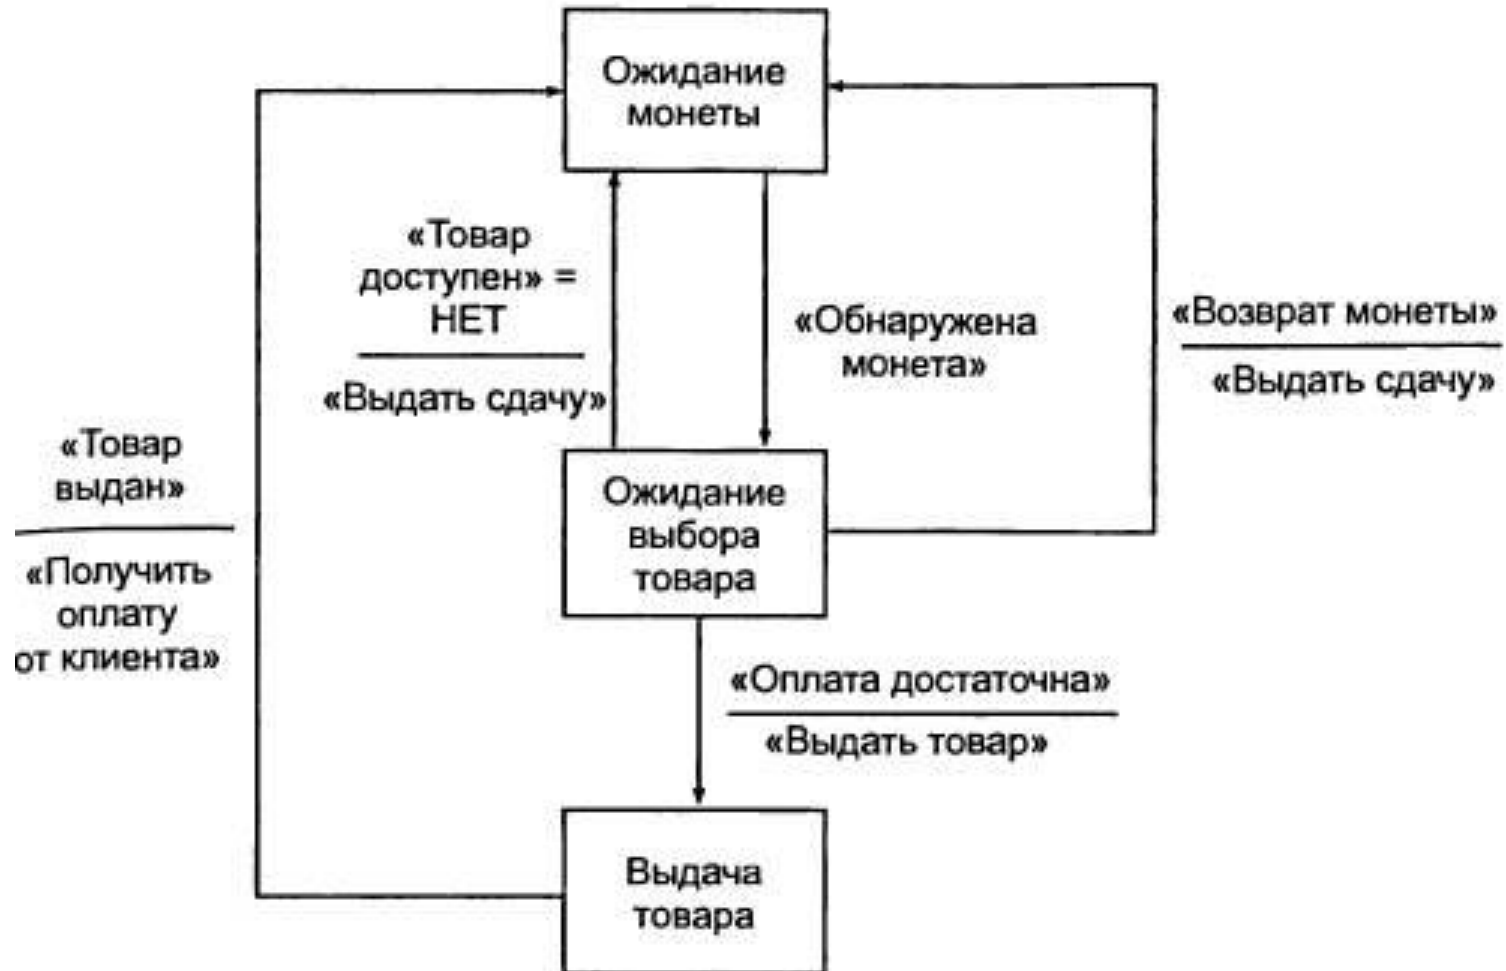 Ожидание
монеты
«Товар
доступен» =
НЕТ
«Выдать сдачу»
«Обнаружена
монета»
«Возврат монеты»
«Выдать сдачу»
«Товар
выдан»
«Получить
оплату
от клиента»
Ожидание
выбора
товара
«Оплата достаточна»
«Выдать товар»
Выдача
товара